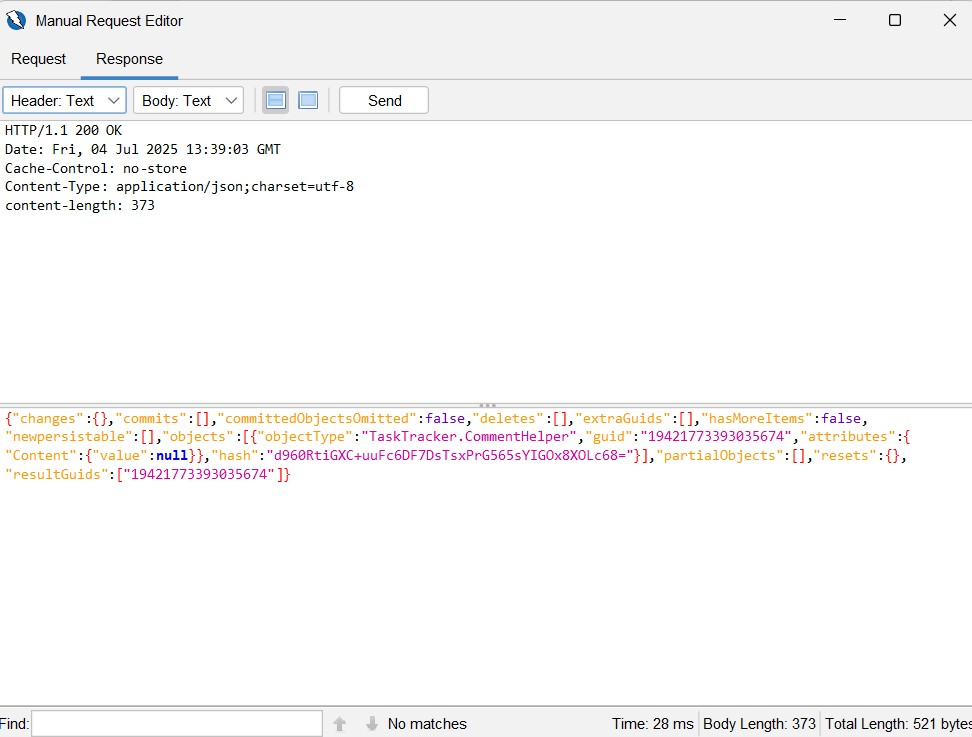 Manual Request Editor
Request Response
Header: Text Body: Text Send
HTTP/1.1 200 OK
Date: Fri, 04 Jul 2025 13:39:03 GMT
Cache-Control: no-store
Content-Type: application/json;charset=utf-8
content-length: 373
{"changes":{},"commits":[],"committedObjectsOmitted":false,"deletes":[],"extraGuids":[],"hasMoreItems":false,
"newpersistable":[],"objects":[{"objectType":"TaskTracker.CommentHelper","guid":"19421773393035674","attributes":{
"Content":{"value":null}},"hash":"d960RtiGXC+uuFc6DF7DsTsxPrG565sYIGOx8XOLc68="}],"partialObjects":[],"resets":{},
"resultGuids":["19421773393035674"]}
Find: No matches Time: 28 ms Body Length: 373 Total Length: 521 bytes